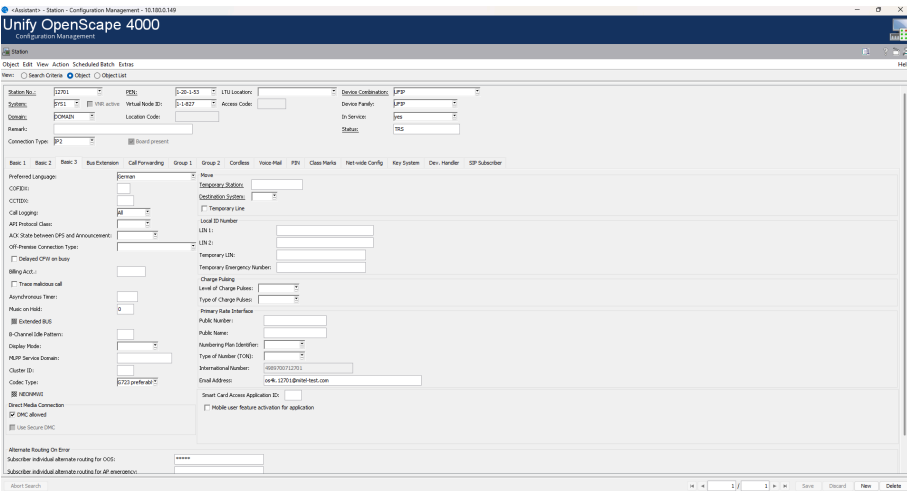 <Assistant> - Station - Configuration Management - 10.180.0.149
Unify OpenScape 4000
Configuration Management
Station
Object Edit View Action Scheduled Batch Extras Hel
View: Search Criteria Object Object List
Station No.: 12701 PEN: 1-20-1-53 LTU Location: Device Combination: UFIP
System: SYS1 VNR active Virtual Node ID: 1-1-827 Access Code: Device Family: UFIP
Domain: DOMAIN Location Code: In Service: yes
Remark: Status: TRS
Connection Type: IP2 Board present
Basic 1 Basic 2 Basic 3 Bus Extension Call Forwarding Group 1 Group 2 Cordless Voice-Mail PIN Class Marks Net-wide Config Key System Dev. Handler SIP Subscriber
Preferred Language: German
COFIDX:
CCTIDX:
Call Logging: All
API Protocol Class:
ACK State between DPS and Announcement:
Off-Premise Connection Type:
Delayed CFW on busy
Billing Acct.:
Trace malicious call
Asynchronous Timer:
Music on Hold: 0
Extended BUS
B-Channel Idle Pattern:
Display Mode:
MLPP Service Domain:
Cluster ID:
Codec Type: G723 preferabl
NEONMWI
Direct Media Connection
DMC allowed
Use Secure DMC
Move
Temporary Station:
Destination System:
Temporary Line
Local ID Number
LIN 1:
LIN 2:
Temporary LIN:
Temporary Emergency Number:
Charge Pulsing
Level of Charge Pulses:
Type of Charge Pulses:
Primary Rate Interface
Public Number:
Public Name:
Numbering Plan Identifier:
Type of Number (TON):
International Number: 4989700712701
Email Address: os4k.12701@mitel-test.com
Smart Card Access Application ID:
Mobile user feature activation for application
Alternate Routing On Error
Subscriber individual alternate routing for OOS: *****
Subscriber individual alternate routing for AP emergency:
Abort Search 1 / 1 Save Discard New Delete